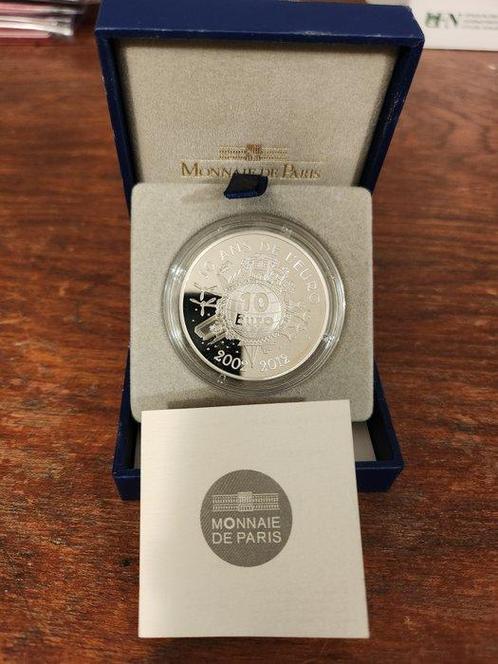 MONNAIE DE PARIS
10 ANS DE L'EURO
10
Euro
2002 2012
MONNAIE
DE PARIS